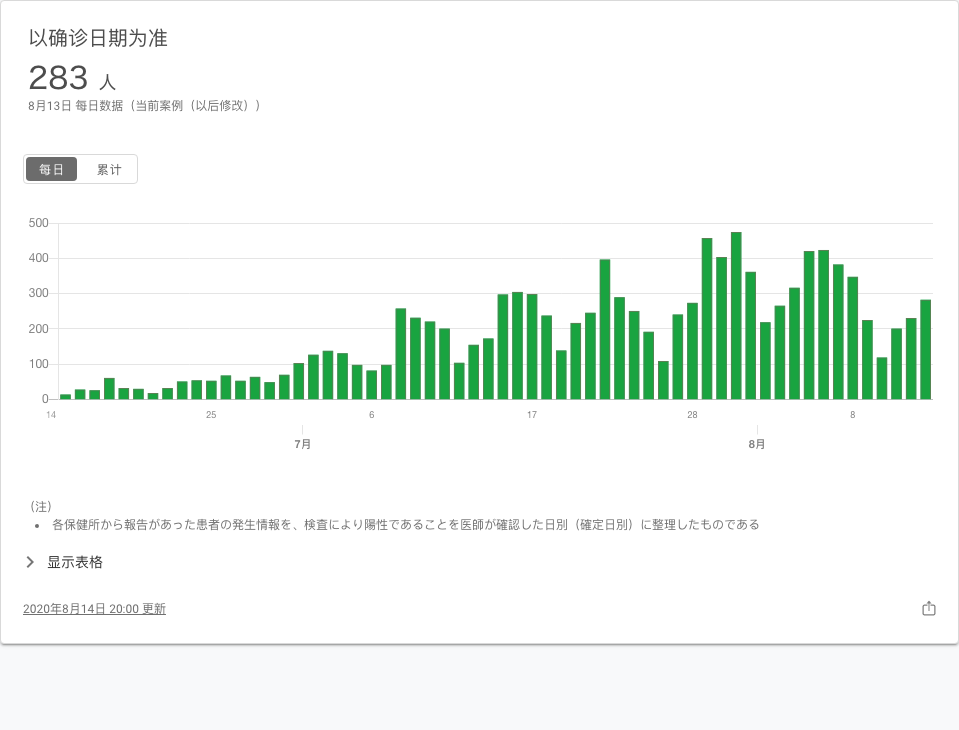 以确诊日期为准
283 人
8月13日 每日数据（当前案例（以后修改））
每日 累计
500
400
300
200
100
0
14 25 6 17 28 8
7月 8月
（注）
• 各保健所から報告があった患者の発生情報を、検査により陽性であることを医師が確認した日別（確定日別）に整理したものである
显示表格
2020年8月14日 20:00 更新